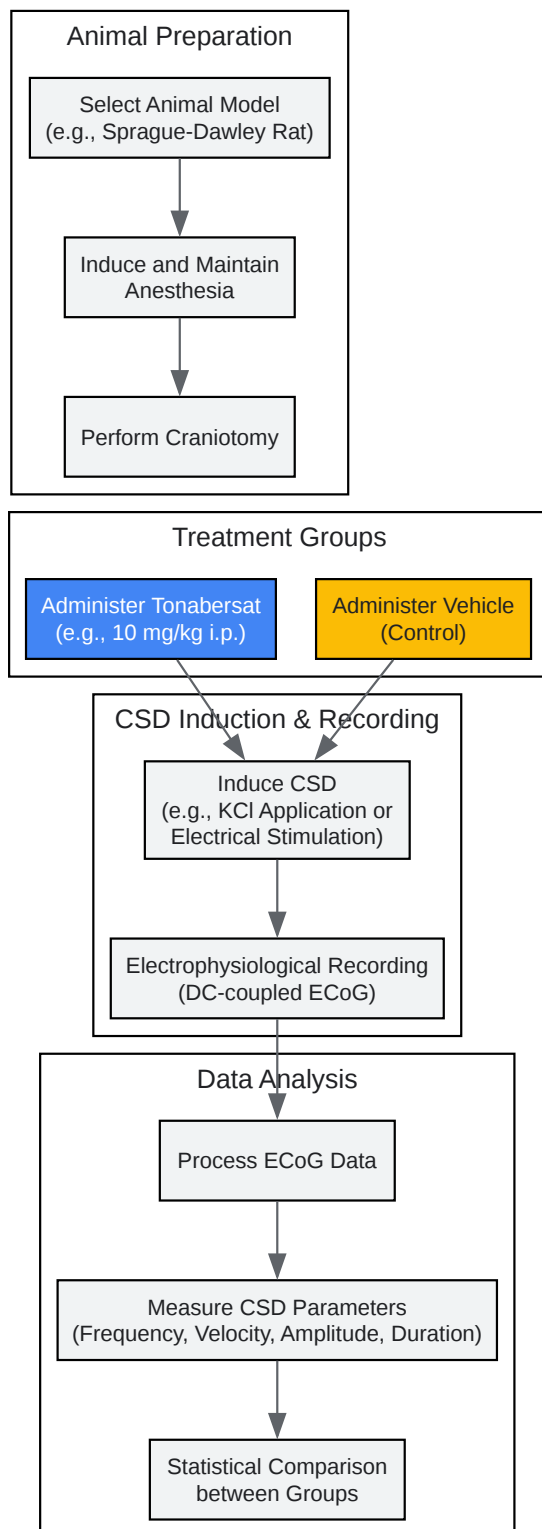 Animal Preparation
Select Animal Model
(e.g., Sprague-Dawley Rat)
Induce and Maintain
Anesthesia
Perform Craniotomy
Treatment Groups
Administer Tonabersat
(e.g., 10 mg/kg i.p.)
Administer Vehicle
(Control)
CSD Induction & Recording
Induce CSD
(e.g., KCl Application or
Electrical Stimulation)
Electrophysiological Recording
(DC-coupled ECoG)
Data Analysis
Process ECoG Data
Measure CSD Parameters
(Frequency, Velocity, Amplitude, Duration)
Statistical Comparison
between Groups